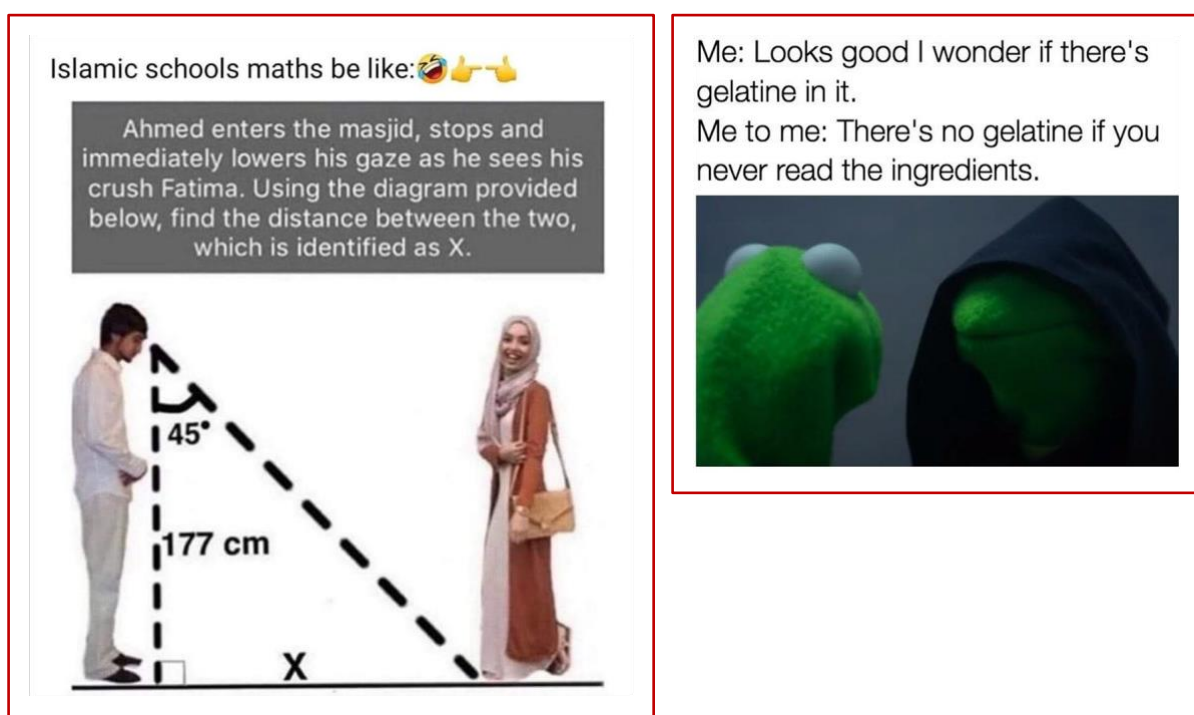 Islamic schools maths be like:🤣👉👈
Ahmed enters the masjid, stops and
immediately lowers his gaze as he sees his
crush Fatima. Using the diagram provided
below, find the distance between the two,
which is identified as X.
45°
177 cm
X
Me: Looks good I wonder if there's
gelatine in it.
Me to me: There's no gelatine if you
never read the ingredients.